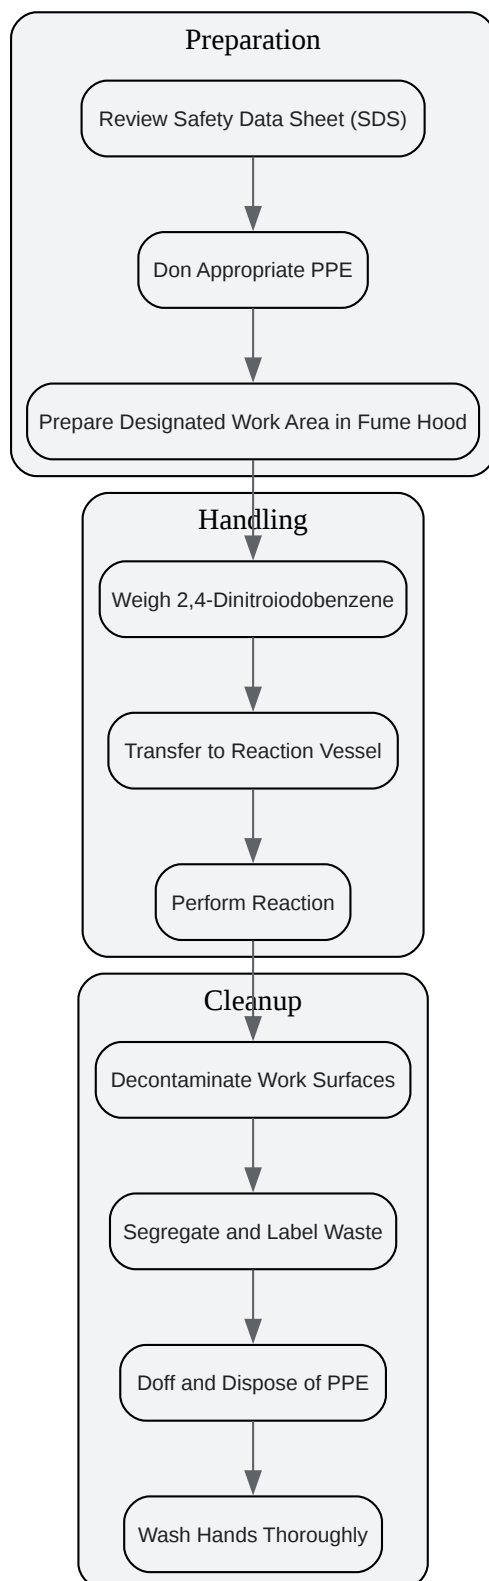 Preparation
Review Safety Data Sheet (SDS)
Don Appropriate PPE
Prepare Designated Work Area in Fume Hood
Handling
Weigh 2,4-Dinitroiodobenzene
Transfer to Reaction Vessel
Perform Reaction
Cleanup
Decontaminate Work Surfaces
Segregate and Label Waste
Doff and Dispose of PPE
Wash Hands Thoroughly